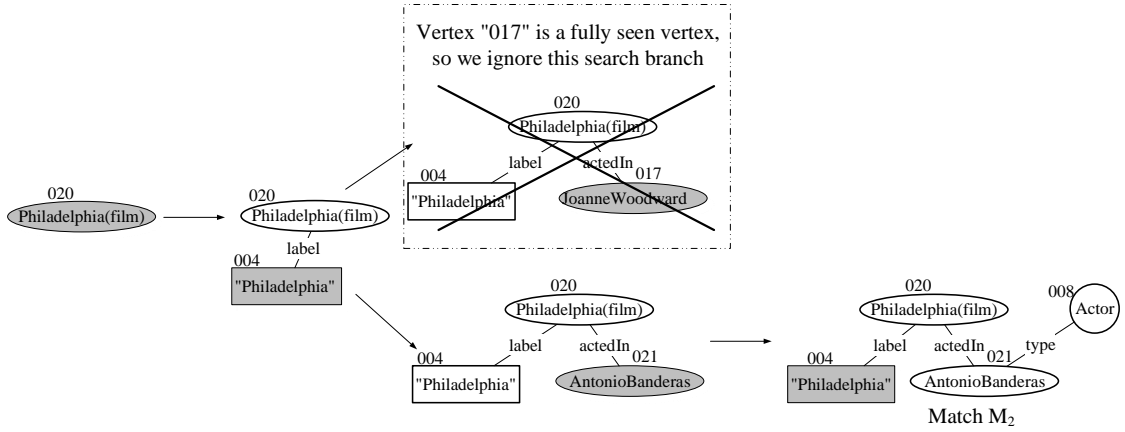 Vertex "017" is a fully seen vertex,
so we ignore this search branch
020
Philadelphia(film)
label
actedIn
004
"Philadelphia"
017
JoanneWoodward
020
Philadelphia(film)
020
Philadelphia(film)
label
004
"Philadelphia"
020
Philadelphia(film)
label
actedIn
004
"Philadelphia"
021
AntonioBanderas
020
Philadelphia(film)
008
Actor
label
actedIn
type
004
"Philadelphia"
021
AntonioBanderas
Match M2